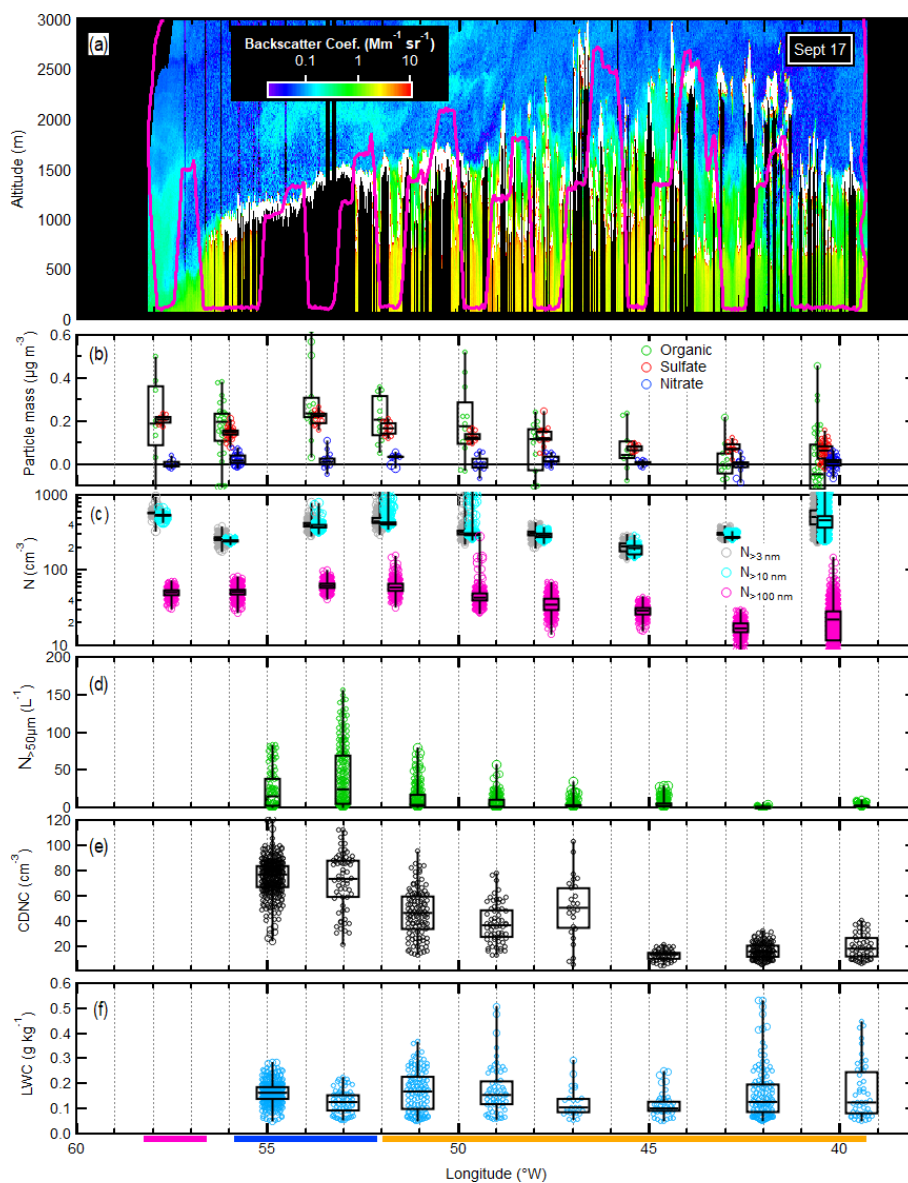 (a)
Backscatter Coef. (Mm⁻¹ sr⁻¹)
0.1 1 10
Sept 17
3000
2500
2000
1500
1000
500
0
Altitude (m)
(b)
Organic
Sulfate
Nitrate
0.6
0.4
0.2
0.0
Particle mass (µg m⁻³)
(c)
N>3 nm
N>10 nm
N>100 nm
1000
4
2
100
4
2
10
N (cm⁻³)
(d)
200
150
100
50
0
N>50µm (L⁻¹)
(e)
120
100
80
60
40
20
CDNC (cm⁻³)
(f)
0.6
0.5
0.4
0.3
0.2
0.1
0.0
LWC (g kg⁻¹)
60 55 50 45 40
Longitude (°W)